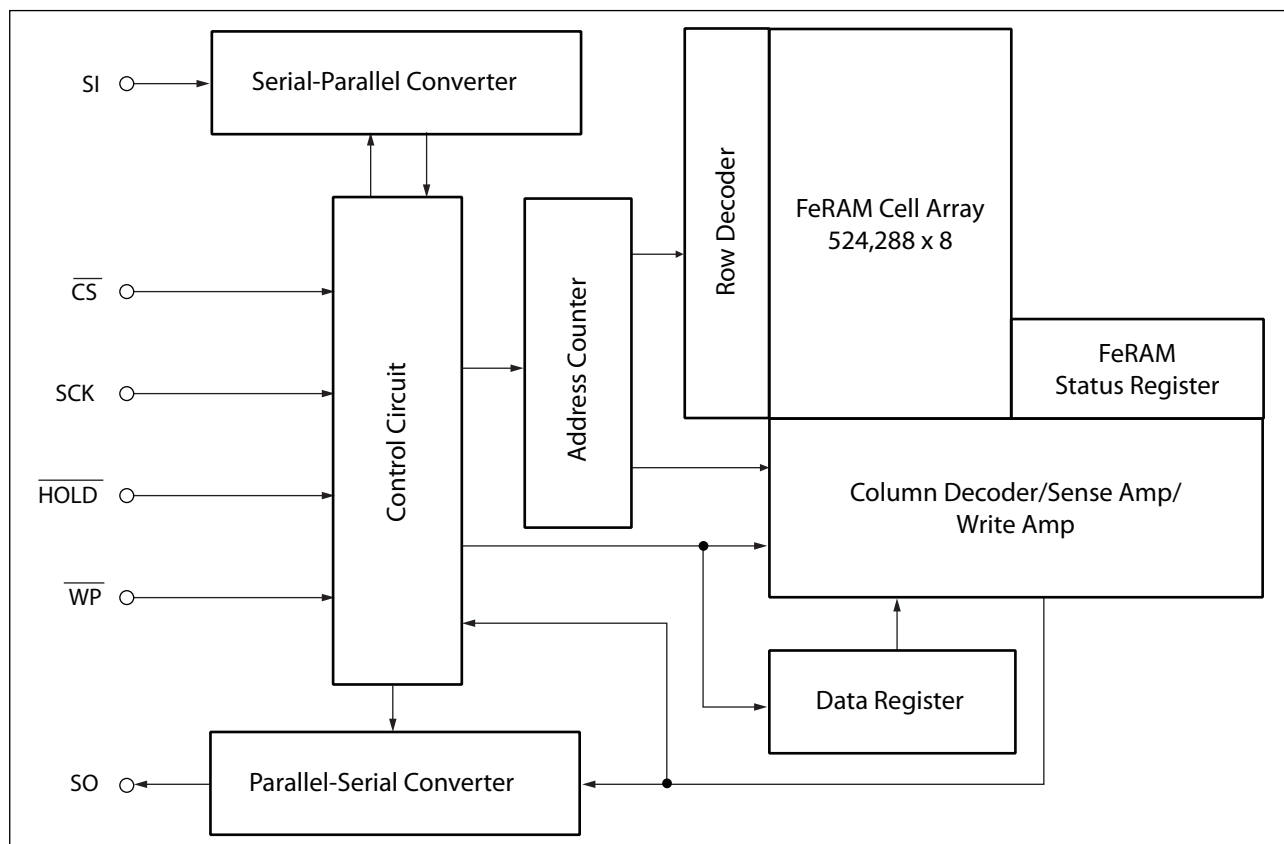 SI
Serial-Parallel Converter
CS
SCK
HOLD
WP
SO
Control Circuit
Address Counter
Row Decoder
FeRAM Cell Array
524,288 x 8
FeRAM
Status Register
Column Decoder/Sense Amp/
Write Amp
Data Register
Parallel-Serial Converter